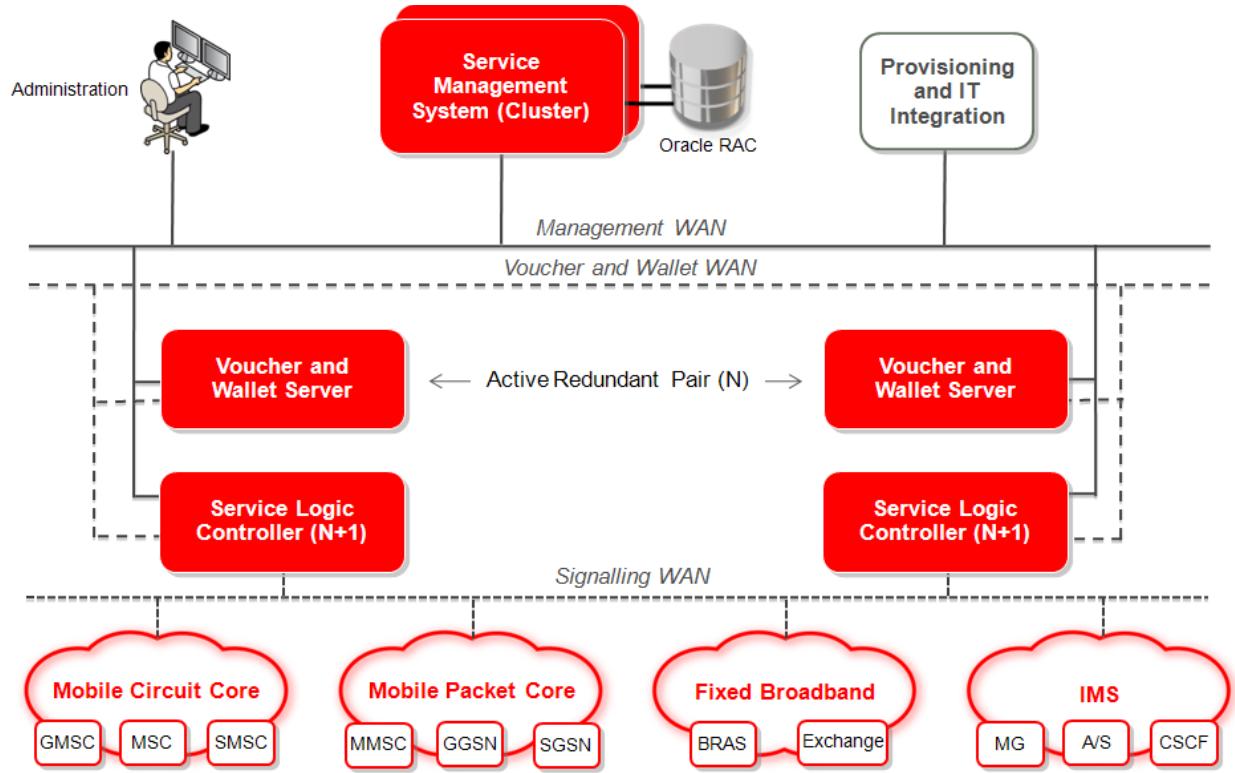 Administration
Service
Management
System (Cluster)
Oracle RAC
Provisioning
and IT
Integration
Management WAN
Voucher and Wallet WAN
Voucher and
Wallet Server
Active Redundant Pair (N)
Voucher and
Wallet Server
Service Logic
Controller (N+1)
Service Logic
Controller (N+1)
Signalling WAN
Mobile Circuit Core
GMSC
MSC
SMSC
Mobile Packet Core
MMSC
GGSN
SGSN
Fixed Broadband
BRAS
Exchange
IMS
MG
A/S
CSCF